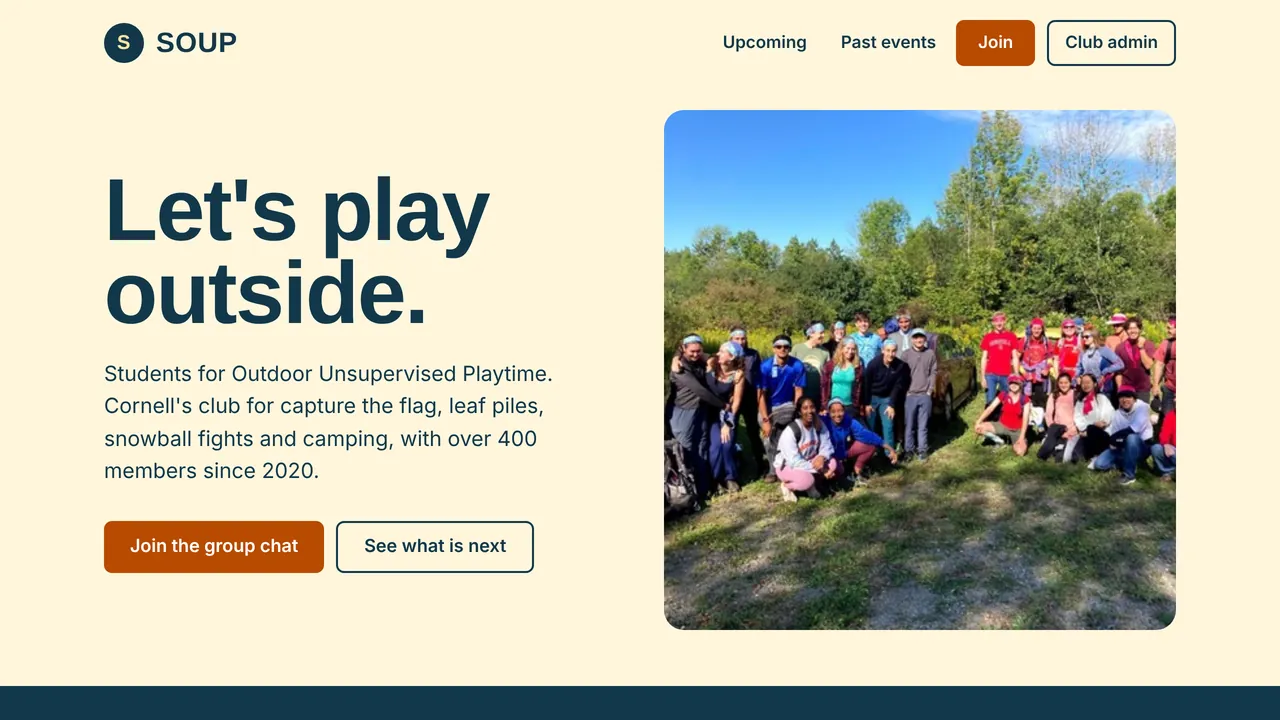 S SOUP
Upcoming
Past events
Join
Club admin
Let's play
outside.
Students for Outdoor Unsupervised Playtime.
Cornell's club for capture the flag, leaf piles,
snowball fights and camping, with over 400
members since 2020.
Join the group chat
See what is next